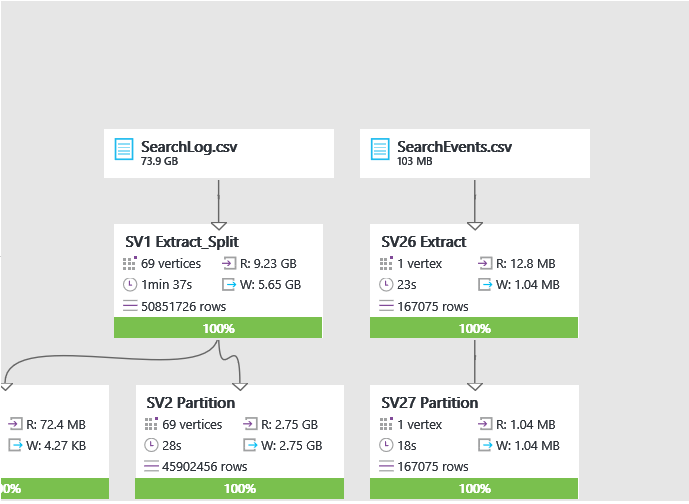 SearchLog.csv
73.9 GB
SearchEvents.csv
103 MB
SV1 Extract_Split
69 vertices
R: 9.23 GB
1min 37s
W: 5.65 GB
50851726 rows
100%
SV26 Extract
1 vertex
R: 12.8 MB
23s
W: 1.04 MB
167075 rows
100%
R: 72.4 MB
W: 4.27 KB
00%
SV2 Partition
69 vertices
R: 2.75 GB
28s
W: 2.75 GB
45902456 rows
100%
SV27 Partition
1 vertex
R: 1.04 MB
18s
W: 1.04 MB
167075 rows
100%